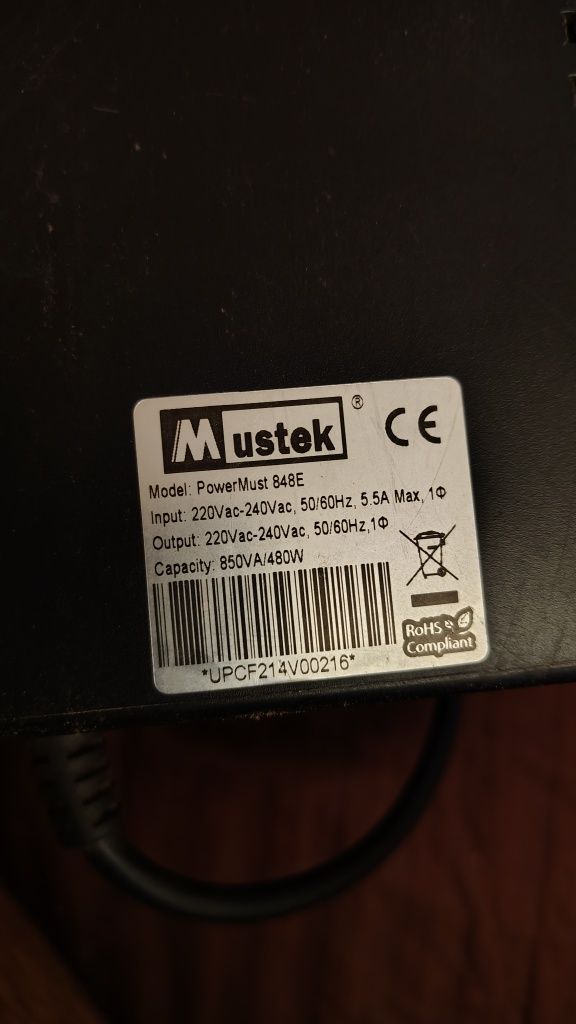 Mustek ®
CE
Model: PowerMust 848E
Input: 220Vac-240Vac, 50/60Hz, 5.5A Max, 1Φ
Output: 220Vac-240Vac, 50/60Hz,1Φ
Capacity: 850VA/480W
RoHS
Compliant
*UPCF214V00216*